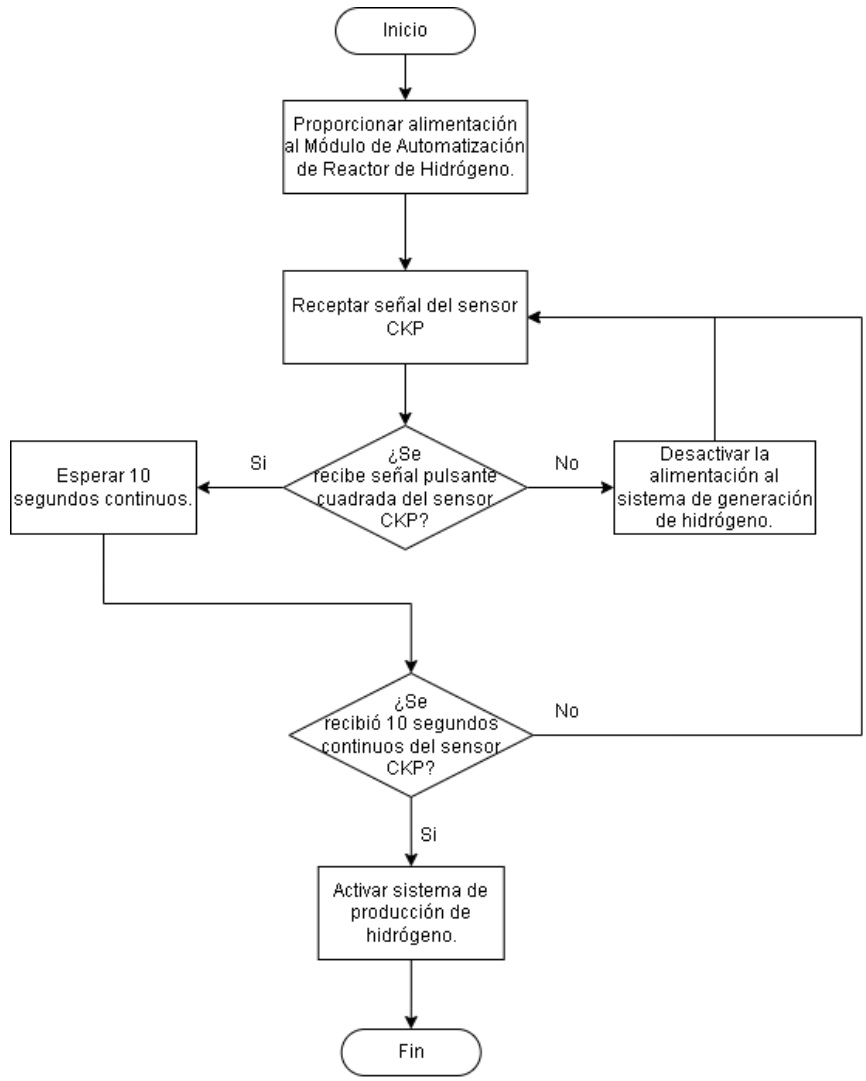 Inicio
Proporcionar alimentación
al Módulo de Automatización
de Reactor de Hidrógeno.
Receptar señal del sensor
CKP
¿Se
recibe señal pulsante
cuadrada del sensor
CKP?
Si
No
Esperar 10
segundos continuos.
Desactivar la
alimentación al
sistema de generación
de hidrógeno.
¿Se
recibió 10 segundos
continuos del sensor
CKP?
No
Si
Activar sistema de
producción de
hidrógeno.
Fin